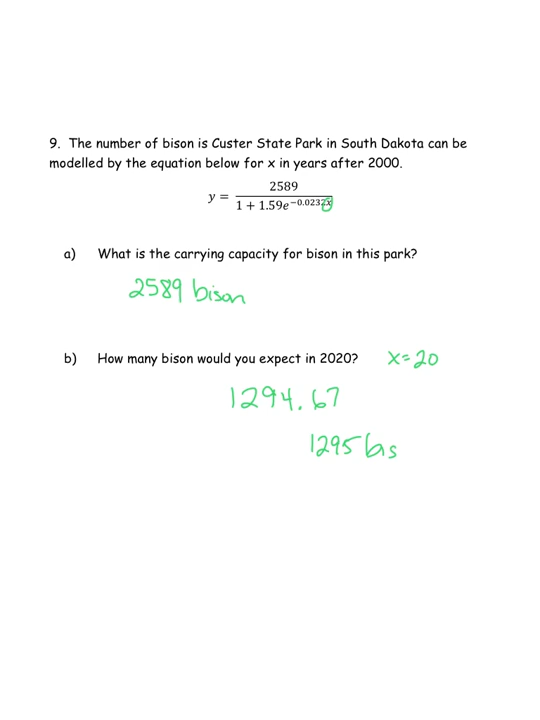 9. The number of bison is Custer State Park in South Dakota can be
modelled by the equation below for x in years after 2000.
y = 2589 / 1 + 1.59e^−0.0232x
a) What is the carrying capacity for bison in this park?
2589 bison
b) How many bison would you expect in 2020? x=20
1294.67
1295 bis